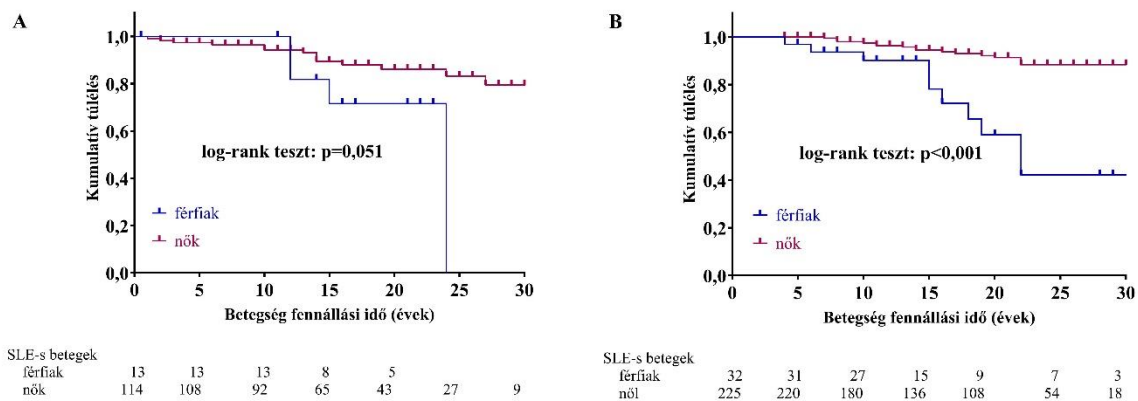 A
Kumulatív túlélés
1,0
0,8
0,6
0,4
0,2
0,0
log-rank teszt: p=0,051
férfiak
nők
0 5 10 15 20 25 30
Betegség fennállási idő (évek)
SLE-s betegek
férfiak 13 13 13 8 5
nők 114 108 92 65 43 27 9
B
Kumulatív túlélés
1,0
0,8
0,6
0,4
0,2
0,0
log-rank teszt: p<0,001
férfiak
nők
0 5 10 15 20 25 30
Betegség fennállási idő (évek)
SLE-s betegek
férfiak 32 31 27 15 9 7 3
nől 225 220 180 136 108 54 18